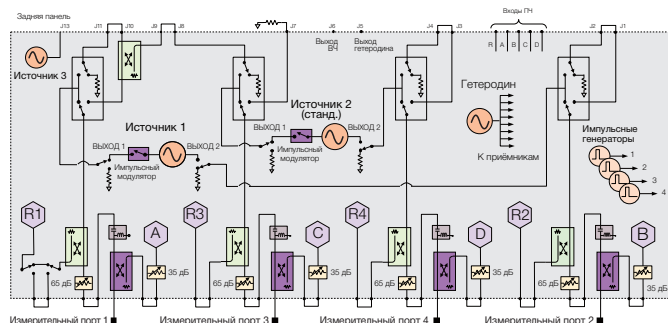 Задняя панель
J13
J11
J10
J9
J8
J7
J6
J5
J4
J3
J2
J1
Входы ПЧ
R A B C D
Выход ВЧ
Выход гетеродина
Источник 3
Источник 1
Источник 2
(станд.)
Гетеродин
ВЫХОД 1
ВЫХОД 2
ВЫХОД 1
ВЫХОД 2
Импульсный
модулятор
Импульсный
модулятор
К приёмникам
Импульсные
генераторы
1
2
3
4
R1
A
R3
C
R4
D
R2
B
65 дБ
35 дБ
65 дБ
35 дБ
65 дБ
35 дБ
65 дБ
35 дБ
Измерительный порт 1
Измерительный порт 3
Измерительный порт 4
Измерительный порт 2